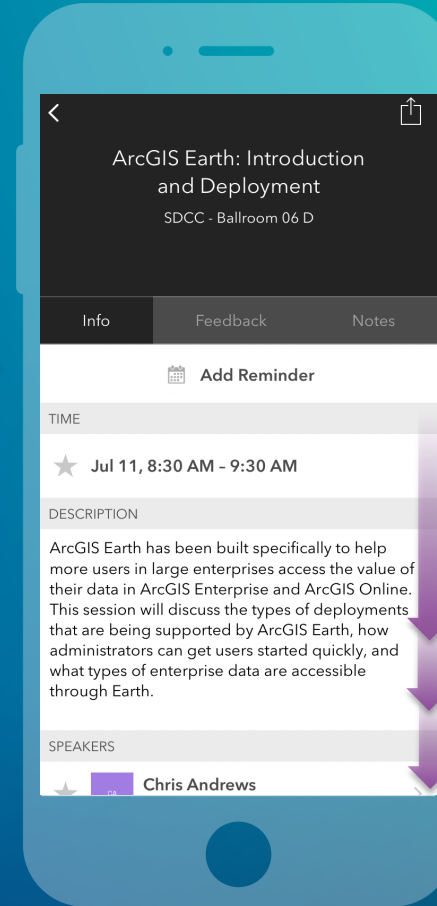 ArcGIS Earth: Introduction
and Deployment
SDCC - Ballroom 06 D
Info Feedback Notes
Add Reminder
TIME
Jul 11, 8:30 AM – 9:30 AM
DESCRIPTION
ArcGIS Earth has been built specifically to help
more users in large enterprises access the value of
their data in ArcGIS Enterprise and ArcGIS Online.
This session will discuss the types of deployments
that are being supported by ArcGIS Earth, how
administrators can get users started quickly, and
what types of enterprise data are accessible
through Earth.
SPEAKERS
CA Chris Andrews